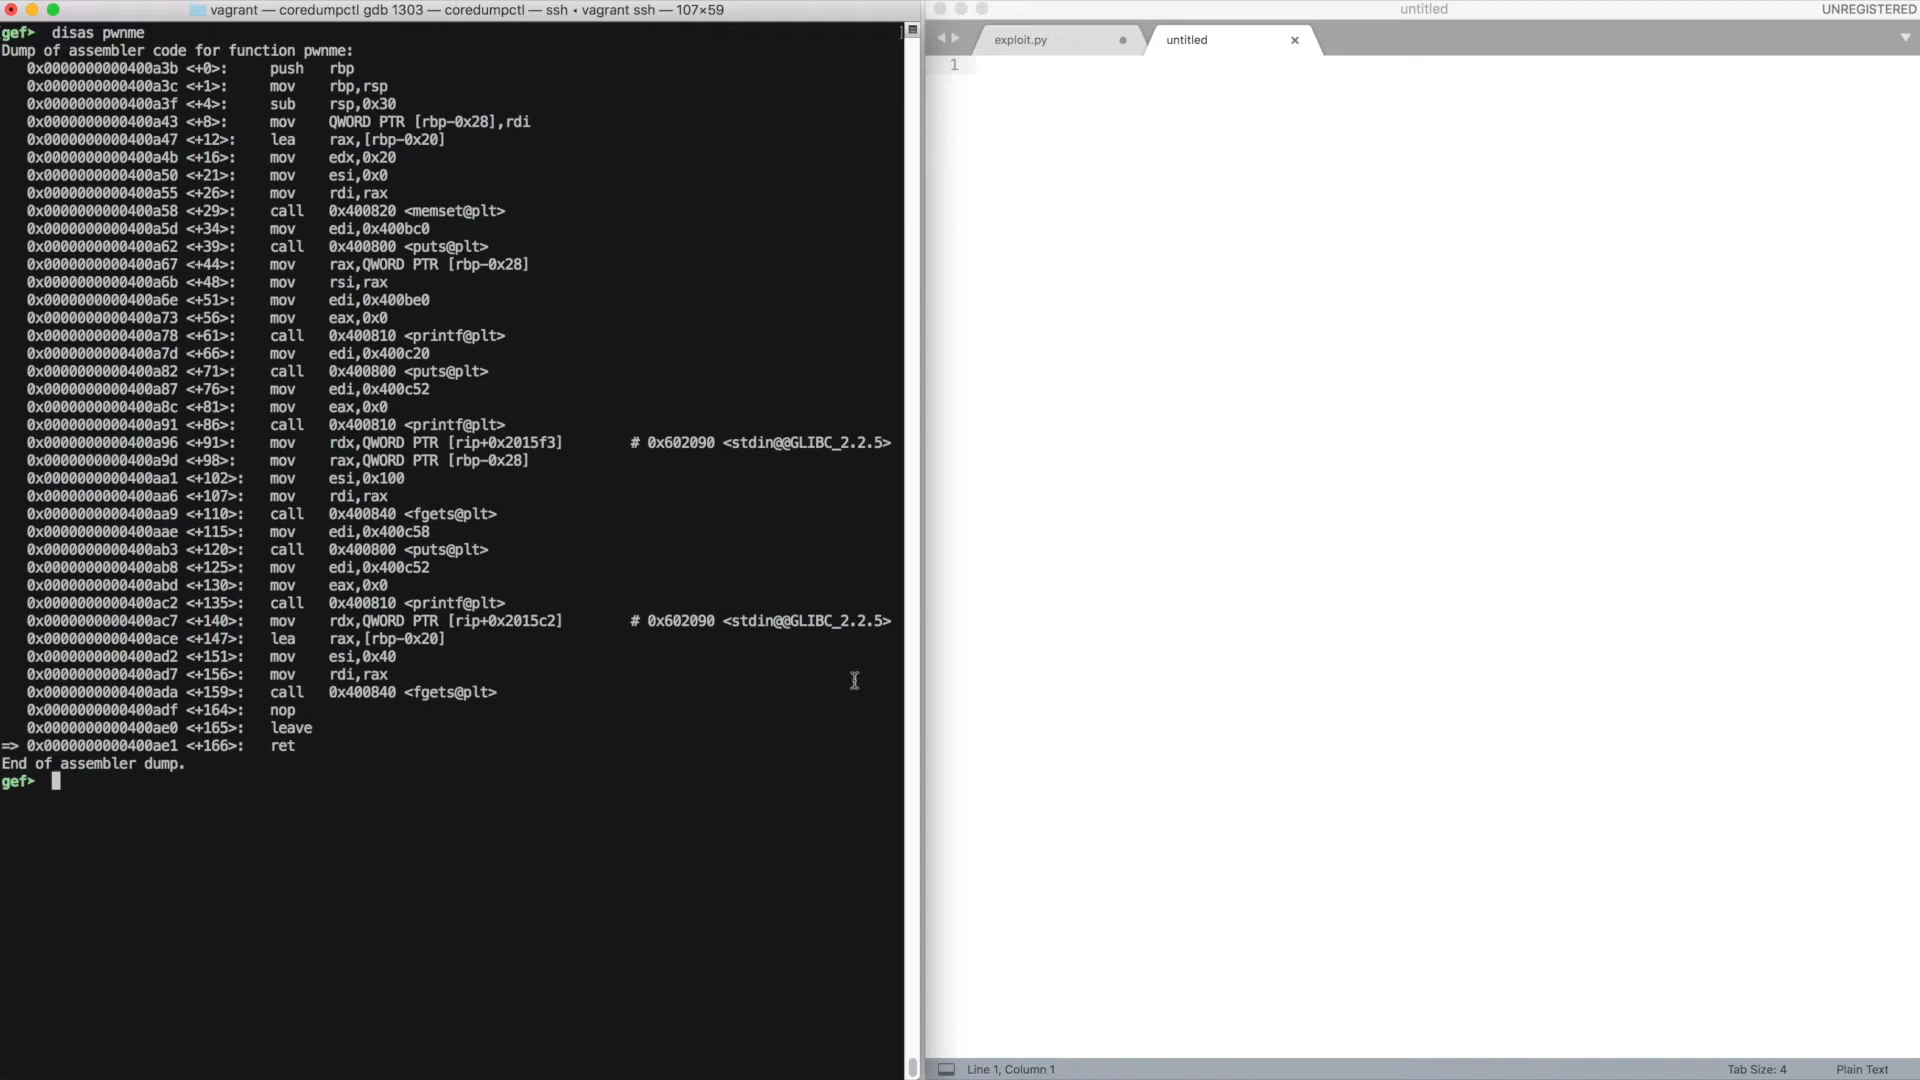 vagrant — coredumpctl gdb 1303 — coredumpctl — ssh ◂ vagrant ssh — 107×59
gef➤  disas pwnme
Dump of assembler code for function pwnme:
0x0000000000400a3b <+0>: push rbp
0x0000000000400a3c <+1>: mov rbp,rsp
0x0000000000400a3f <+4>: sub rsp,0x30
0x0000000000400a43 <+8>: mov QWORD PTR [rbp-0x28],rdi
0x0000000000400a47 <+12>: lea rax,[rbp-0x20]
0x0000000000400a4b <+16>: mov edx,0x20
0x0000000000400a50 <+21>: mov esi,0x0
0x0000000000400a55 <+26>: mov rdi,rax
0x0000000000400a58 <+29>: call 0x400820 <memset@plt>
0x0000000000400a5d <+34>: mov edi,0x400bc0
0x0000000000400a62 <+39>: call 0x400800 <puts@plt>
0x0000000000400a67 <+44>: mov rax,QWORD PTR [rbp-0x28]
0x0000000000400a6b <+48>: mov rsi,rax
0x0000000000400a6e <+51>: mov edi,0x400be0
0x0000000000400a73 <+56>: mov eax,0x0
0x0000000000400a78 <+61>: call 0x400810 <printf@plt>
0x0000000000400a7d <+66>: mov edi,0x400c20
0x0000000000400a82 <+71>: call 0x400800 <puts@plt>
0x0000000000400a87 <+76>: mov edi,0x400c52
0x0000000000400a8c <+81>: mov eax,0x0
0x0000000000400a91 <+86>: call 0x400810 <printf@plt>
0x0000000000400a96 <+91>: mov rdx,QWORD PTR [rip+0x2015f3] # 0x602090 <stdin@@GLIBC_2.2.5>
0x0000000000400a9d <+98>: mov rax,QWORD PTR [rbp-0x28]
0x0000000000400aa1 <+102>: mov esi,0x100
0x0000000000400aa6 <+107>: mov rdi,rax
0x0000000000400aa9 <+110>: call 0x400840 <fgets@plt>
0x0000000000400aae <+115>: mov edi,0x400c58
0x0000000000400ab3 <+120>: call 0x400800 <puts@plt>
0x0000000000400ab8 <+125>: mov edi,0x400c52
0x0000000000400abd <+130>: mov eax,0x0
0x0000000000400ac2 <+135>: call 0x400810 <printf@plt>
0x0000000000400ac7 <+140>: mov rdx,QWORD PTR [rip+0x2015c2] # 0x602090 <stdin@@GLIBC_2.2.5>
0x0000000000400ace <+147>: lea rax,[rbp-0x20]
0x0000000000400ad2 <+151>: mov esi,0x40
0x0000000000400ad7 <+156>: mov rdi,rax
0x0000000000400ada <+159>: call 0x400840 <fgets@plt>
0x0000000000400adf <+164>: nop
0x0000000000400ae0 <+165>: leave
=> 0x0000000000400ae1 <+166>: ret
End of assembler dump.
gef➤
untitled
UNREGISTERED
exploit.py
untitled
1
Line 1, Column 1
Tab Size: 4
Plain Text